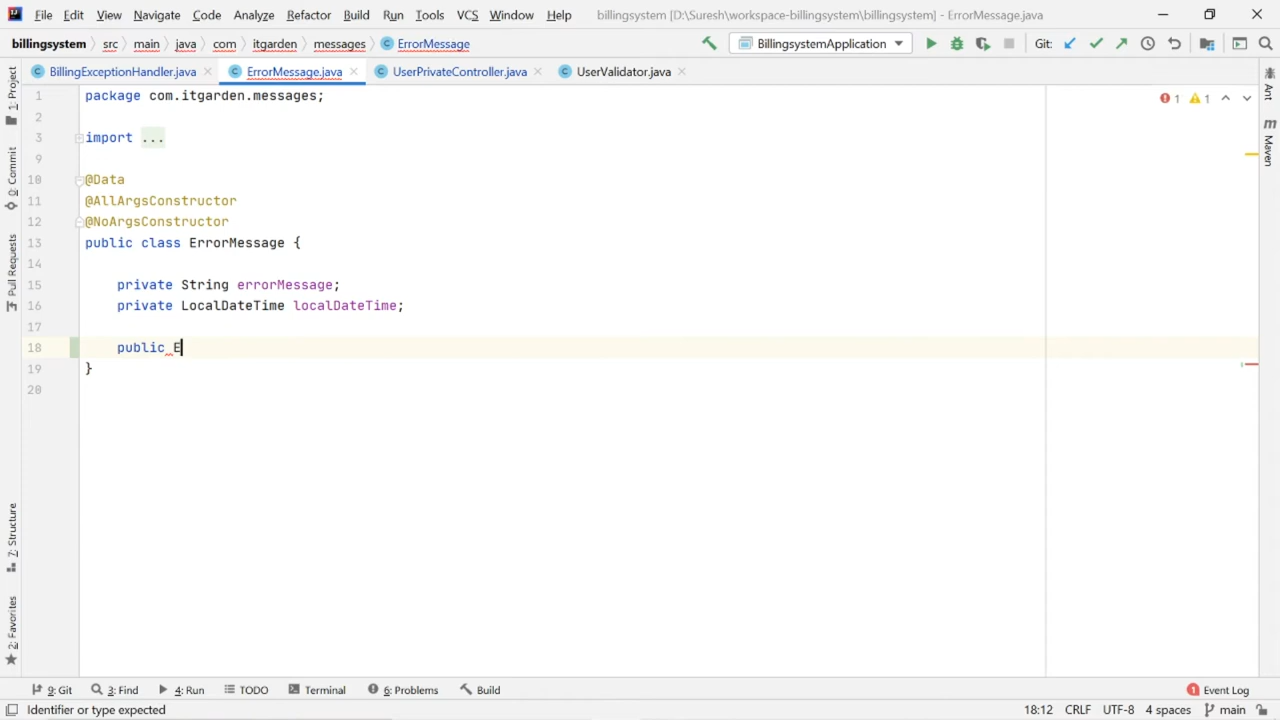 File Edit View Navigate Code Analyze Refactor Build Run Tools VCS Window Help billingsystem [D:\Suresh\workspace-billingsystem\billingsystem] - ErrorMessage.java
billingsystem src main java com itgarden messages ErrorMessage BillingsystemApplication Git:
BillingExceptionHandler.java ErrorMessage.java UserPrivateController.java UserValidator.java
1: Project
0: Commit
Pull Requests
7: Structure
2: Favorites
1 package com.itgarden.messages;
2
3 import ...
9
10 @Data
11 @AllArgsConstructor
12 @NoArgsConstructor
13 public class ErrorMessage {
14
15 private String errorMessage;
16 private LocalDateTime localDateTime;
17
18 public E
19 }
20
1 1
Ant
m Maven
9: Git 3: Find 4: Run TODO Terminal 6: Problems Build 1 Event Log
Identifier or type expected 18:12 CRLF UTF-8 4 spaces main